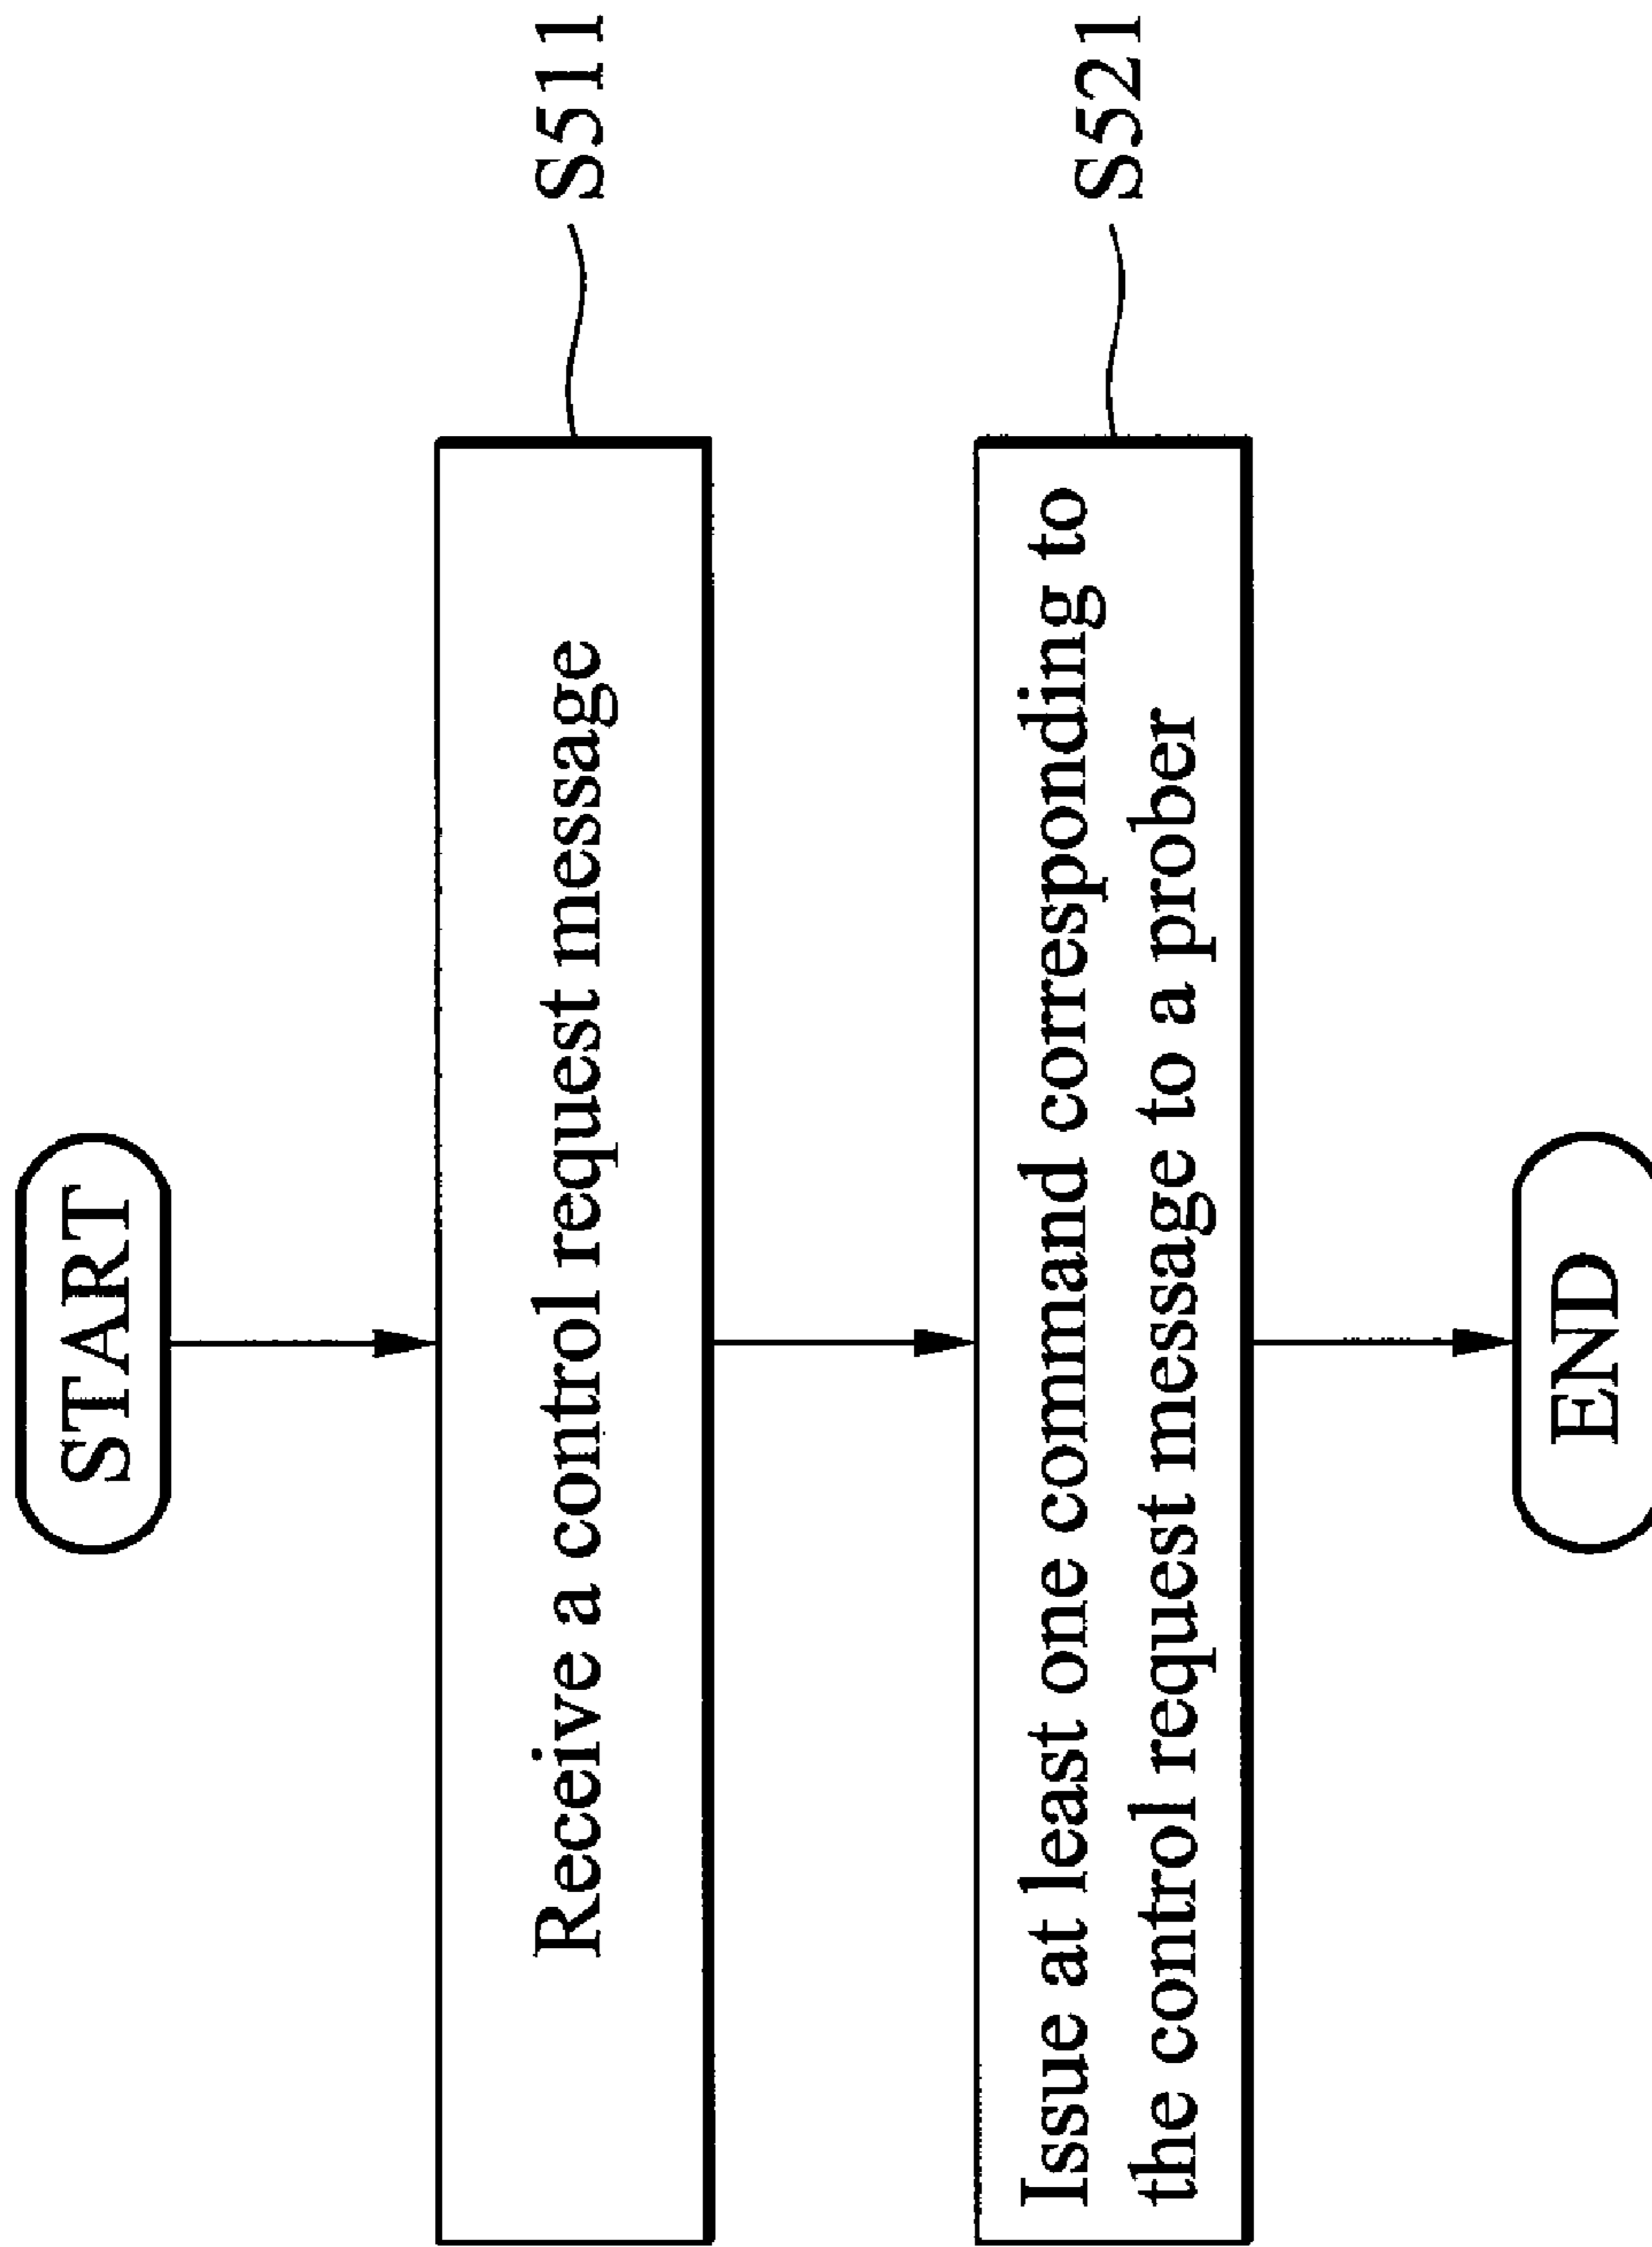 START
Receive a control request message
S511
Issue at least one command corresponding to
the control request message to a prober
S521
END